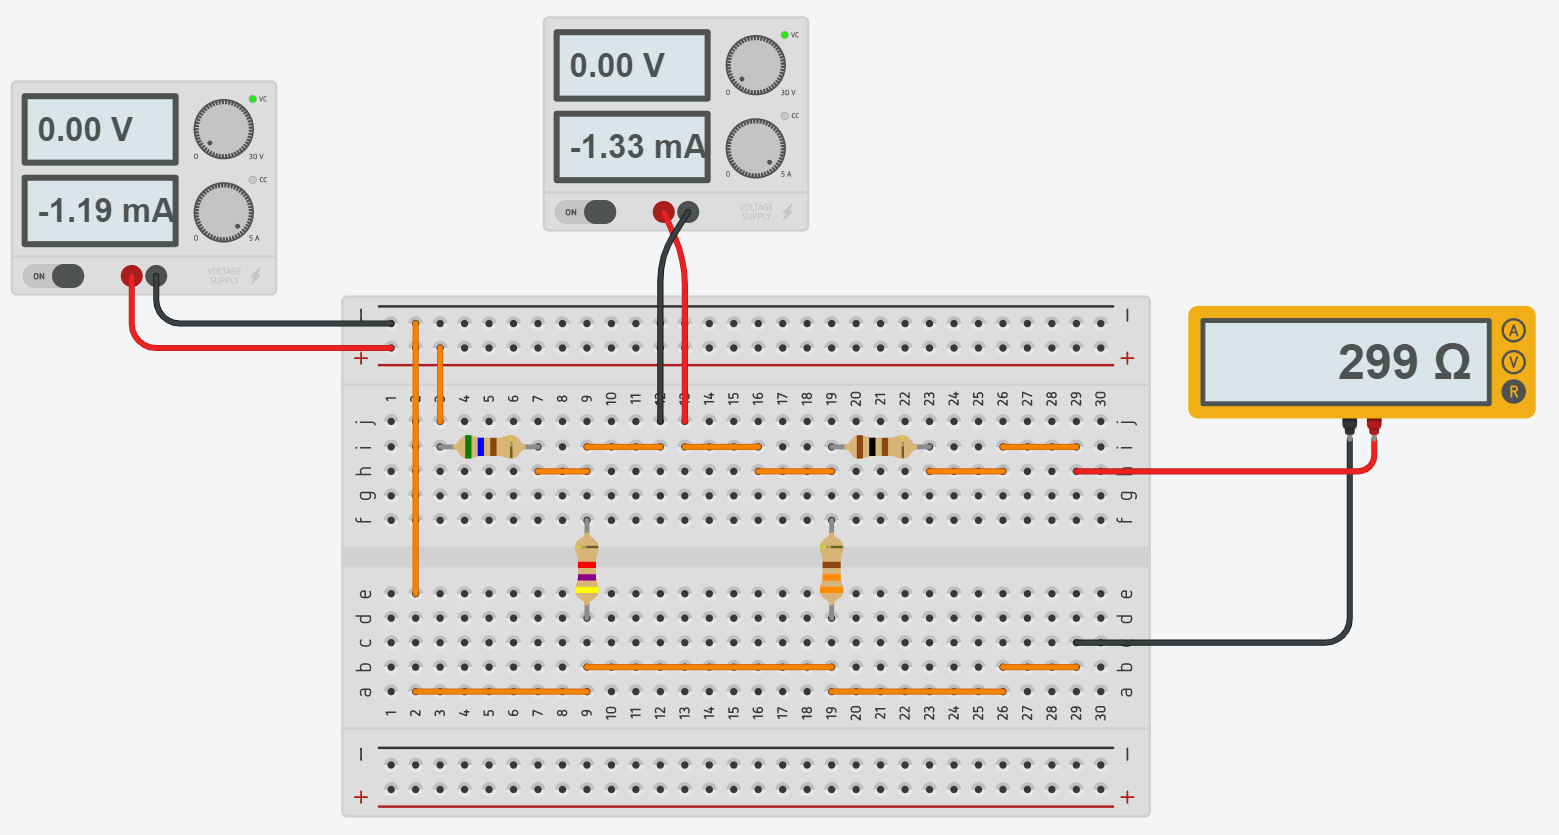 0.00 V
VC
0
30 V
-1.33 mA
CC
0
5 A
ON
VOLTAGE
SUPPLY
0.00 V
VC
0
30 V
-1.19 mA
CC
0
5 A
ON
VOLTAGE
SUPPLY
299 Ω
A
V
R
− −
+ +
1 2 3 4 5 6 7 8 9 10 11 12 13 14 15 16 17 18 19 20 21 22 23 24 25 26 27 28 29 30
j j
i i
h h
g g
f f
e e
d d
c c
b b
a a
1 2 3 4 5 6 7 8 9 10 11 12 13 14 15 16 17 18 19 20 21 22 23 24 25 26 27 28 29 30
− −
+ +